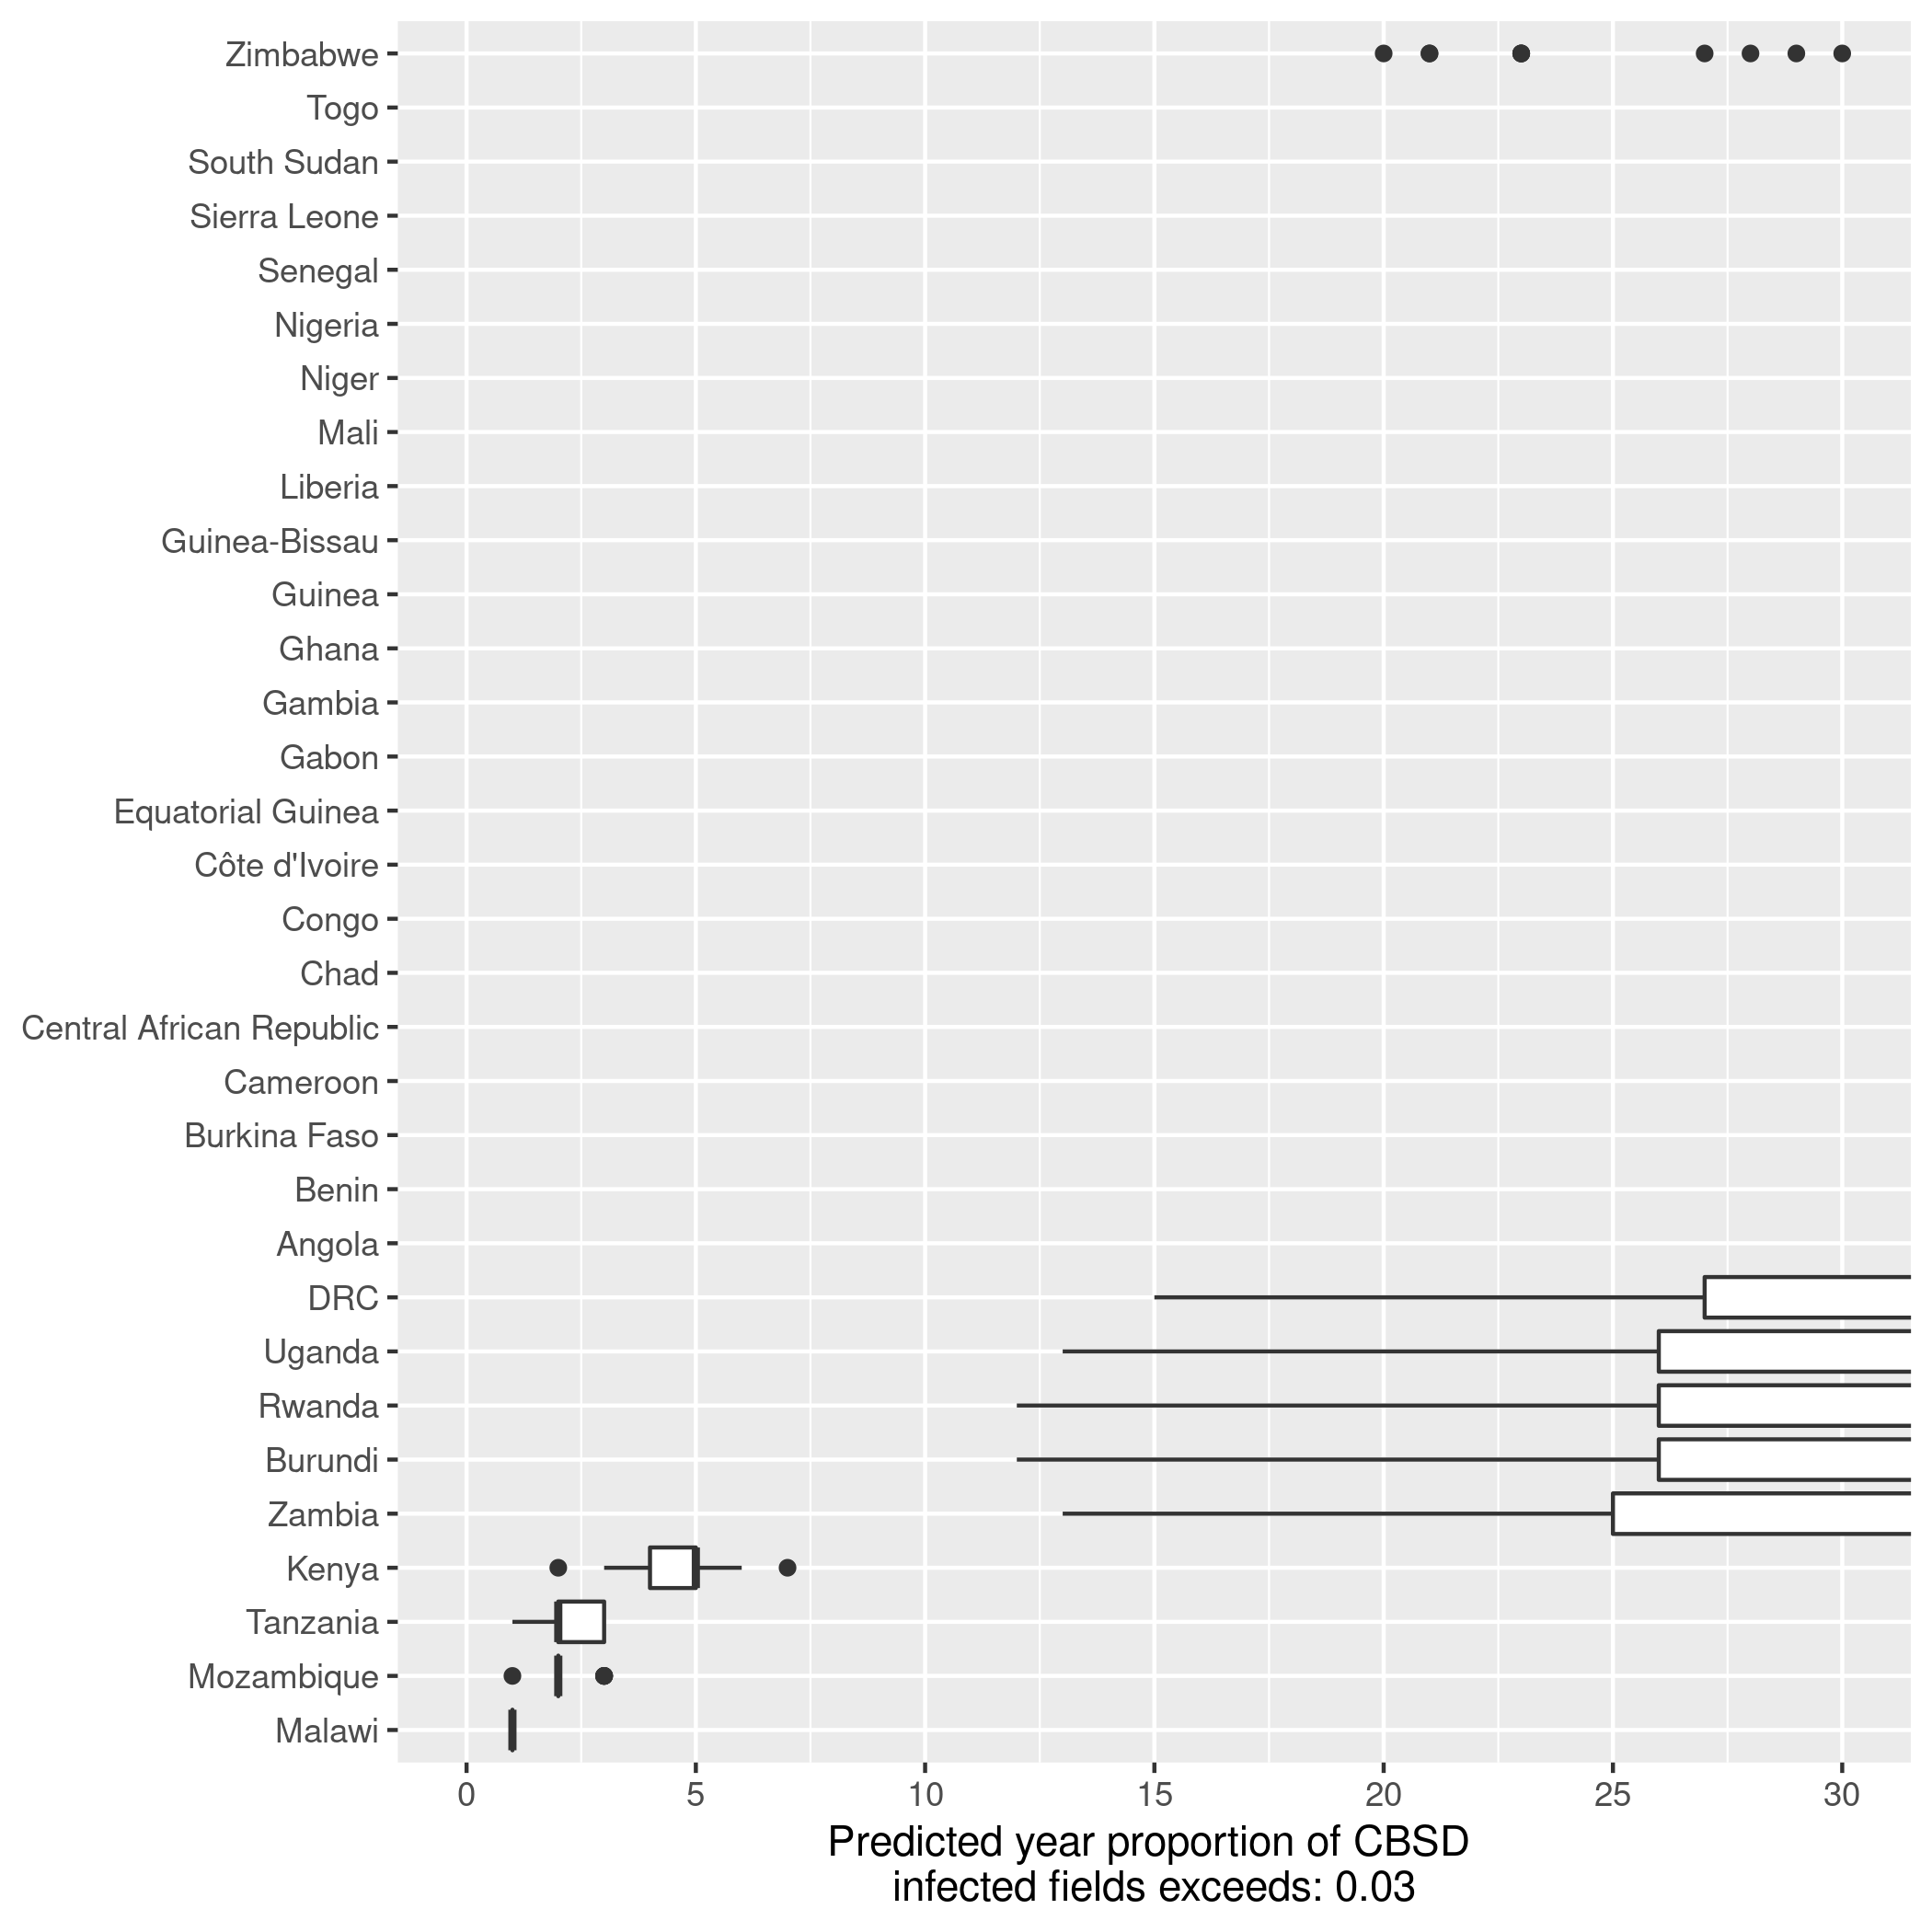 Zimbabwe
Togo
South Sudan
Sierra Leone
Senegal
Nigeria
Niger
Mali
Liberia
Guinea-Bissau
Guinea
Ghana
Gambia
Gabon
Equatorial Guinea
Côte d'Ivoire
Congo
Chad
Central African Republic
Cameroon
Burkina Faso
Benin
Angola
DRC
Uganda
Rwanda
Burundi
Zambia
Kenya
Tanzania
Mozambique
Malawi
0 5 10 15 20 25 30
Predicted year proportion of CBSD
infected fields exceeds: 0.03